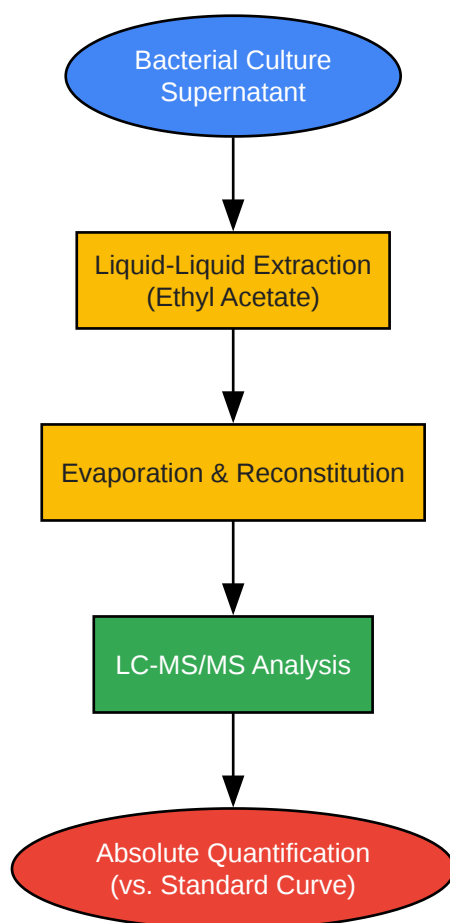 Bacterial Culture
Supernatant
Liquid-Liquid Extraction
(Ethyl Acetate)
Evaporation & Reconstitution
LC-MS/MS Analysis
Absolute Quantification
(vs. Standard Curve)